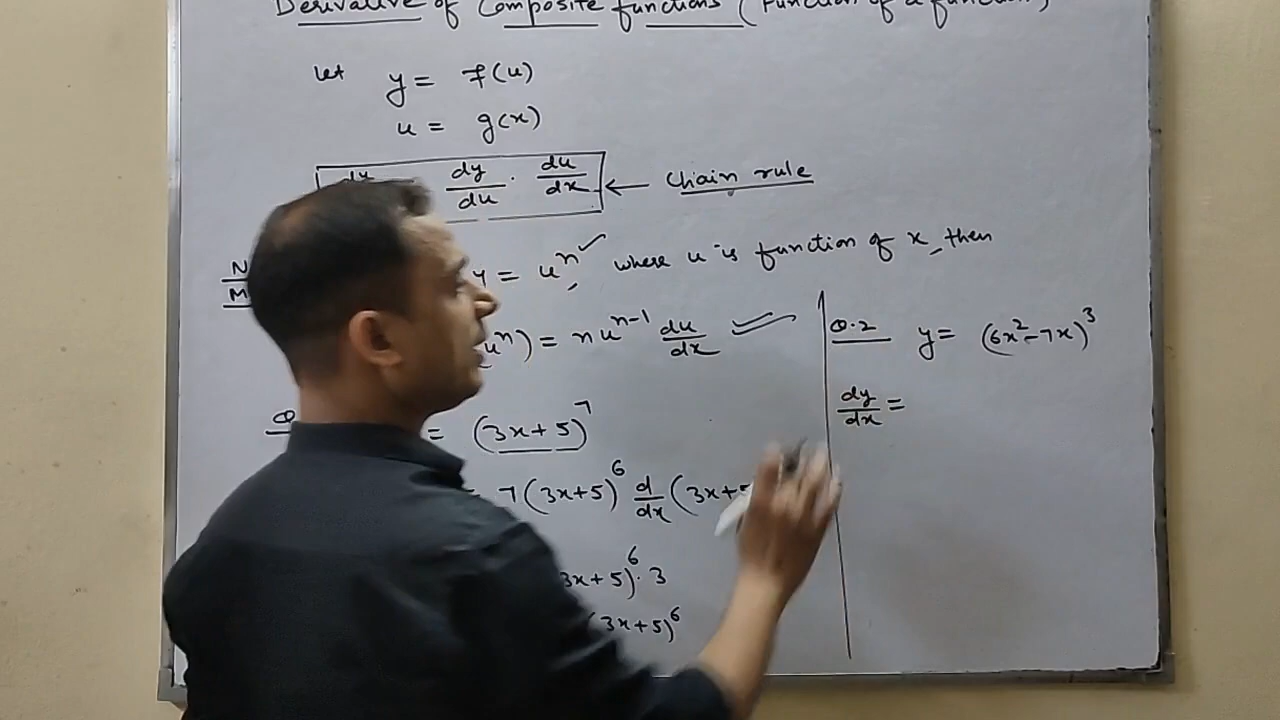 Derivative of Composite functions (Function of a function)
let y = f(u)
u = g(x)
dy/du · du/dx ← Chain rule
y = u^n ✓ where u is function of x, then
u^n) = n u^(n-1) du/dx
= (3x+5)^7
= 7(3x+5)^6 d/dx (3x+5
3x+5)^6 · 3
(3x+5)^6
Q.2 y = (6x^2-7x)^3
dy/dx =